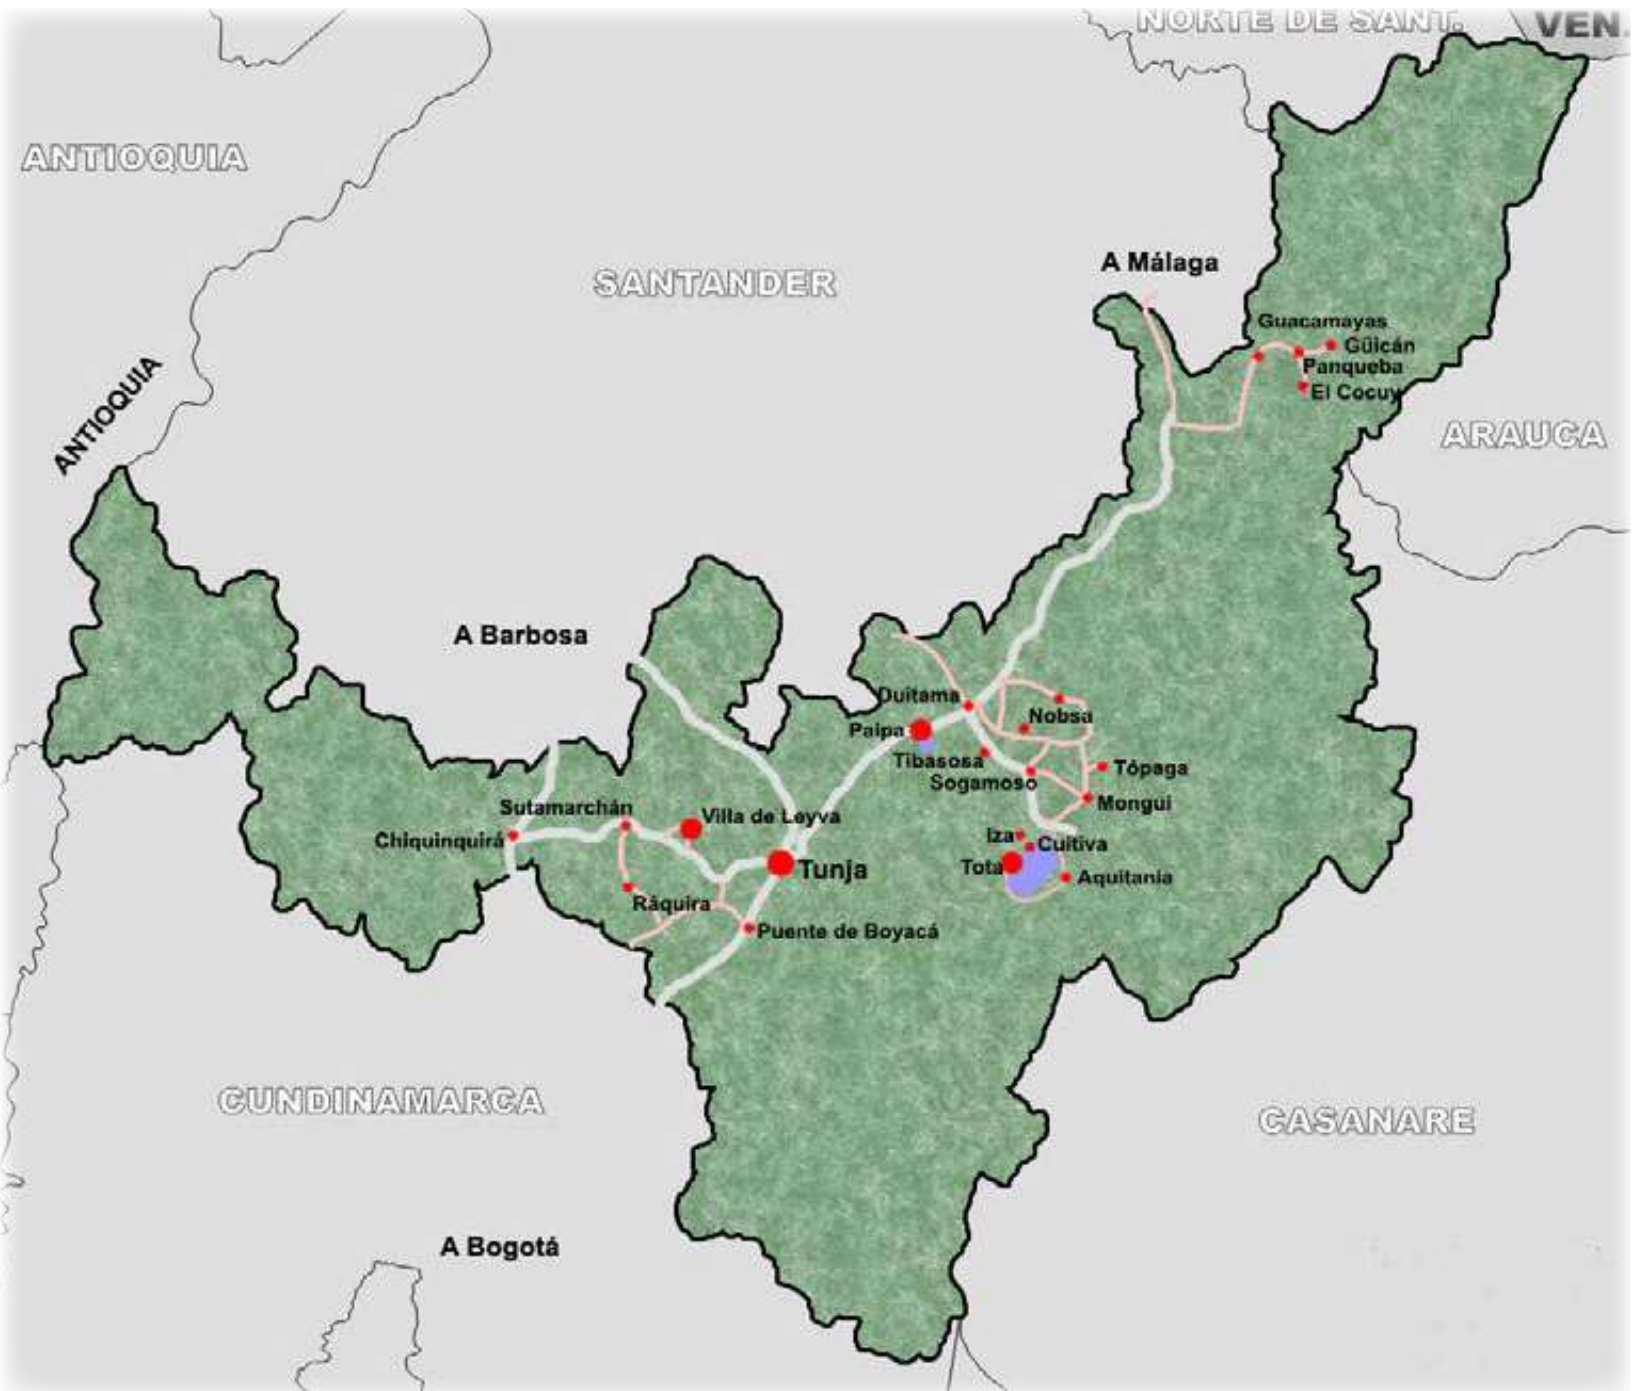 NORTE DE SANT.
VEN.
ANTIOQUIA
SANTANDER
A Málaga
Guacamayas
Güicán
Panqueba
El Cocuy
ANTIOQUIA
ARAUCA
A Barbosa
Duitama
Nobsa
Paipa
Tibasosa
Sogamoso
Tópaga
Mongui
Sutamarchán
Villa de Leyva
Chiquinquirá
Iza
Cuitiva
Tota
Tunja
Aquitania
Ráquira
Puente de Boyacá
CUNDINAMARCA
CASANARE
A Bogotá